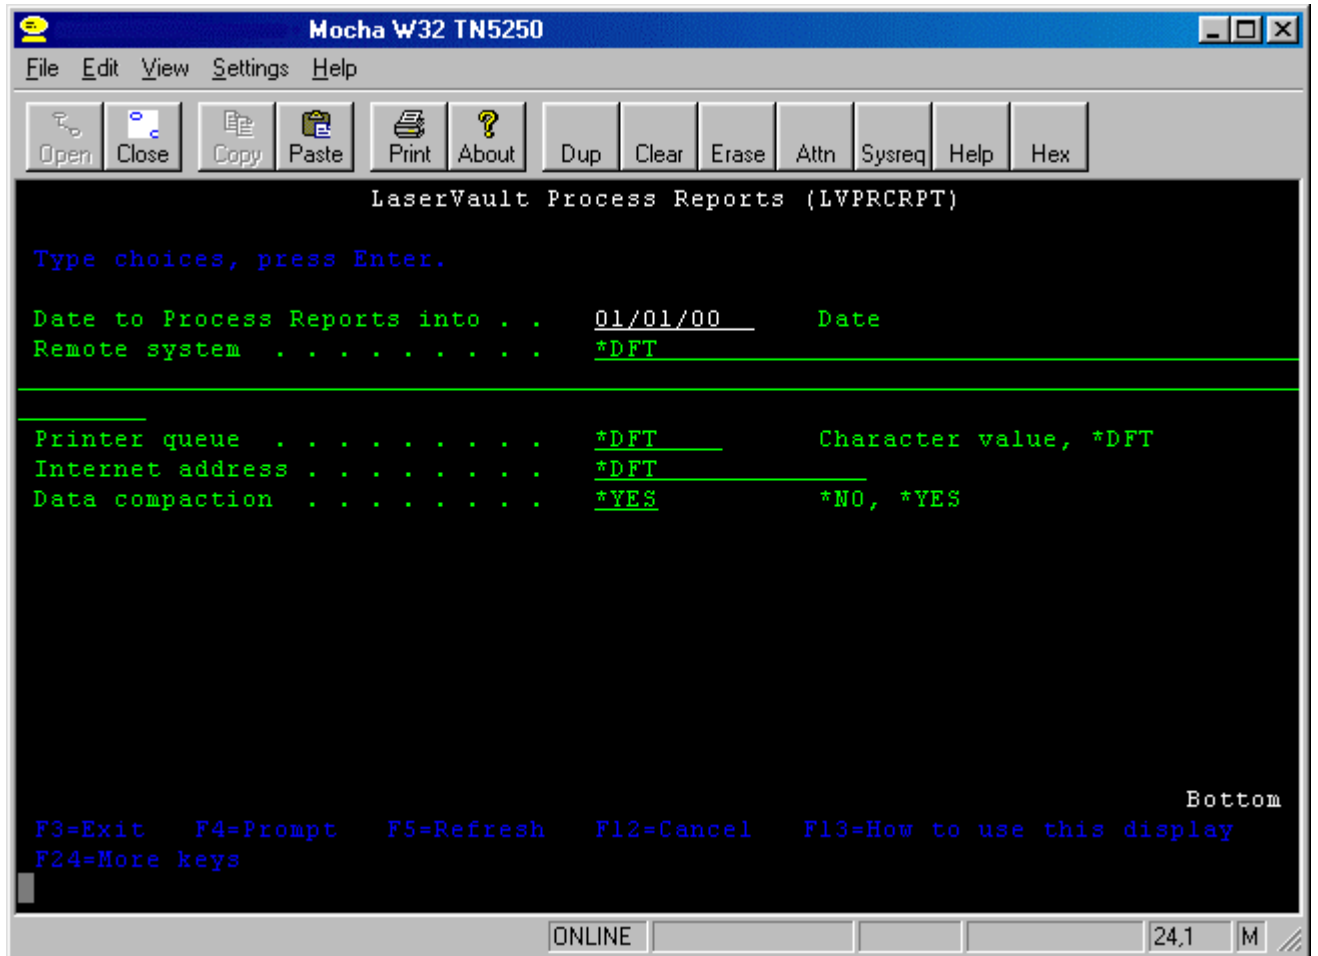 Mocha W32 TN5250
File Edit View Settings Help
Open Close Copy Paste Print About Dup Clear Erase Attn Sysreq Help Hex
LaserVault Process Reports (LVPRCRPT)
Type choices, press Enter.
Date to Process Reports into . . 01/01/00 Date
Remote system . . . . . . . . . *DFT
Printer queue . . . . . . . . . *DFT Character value, *DFT
Internet address . . . . . . . . *DFT
Data compaction . . . . . . . . *YES *NO, *YES
Bottom
F3=Exit F4=Prompt F5=Refresh F12=Cancel F13=How to use this display
F24=More keys
ONLINE 24,1 M